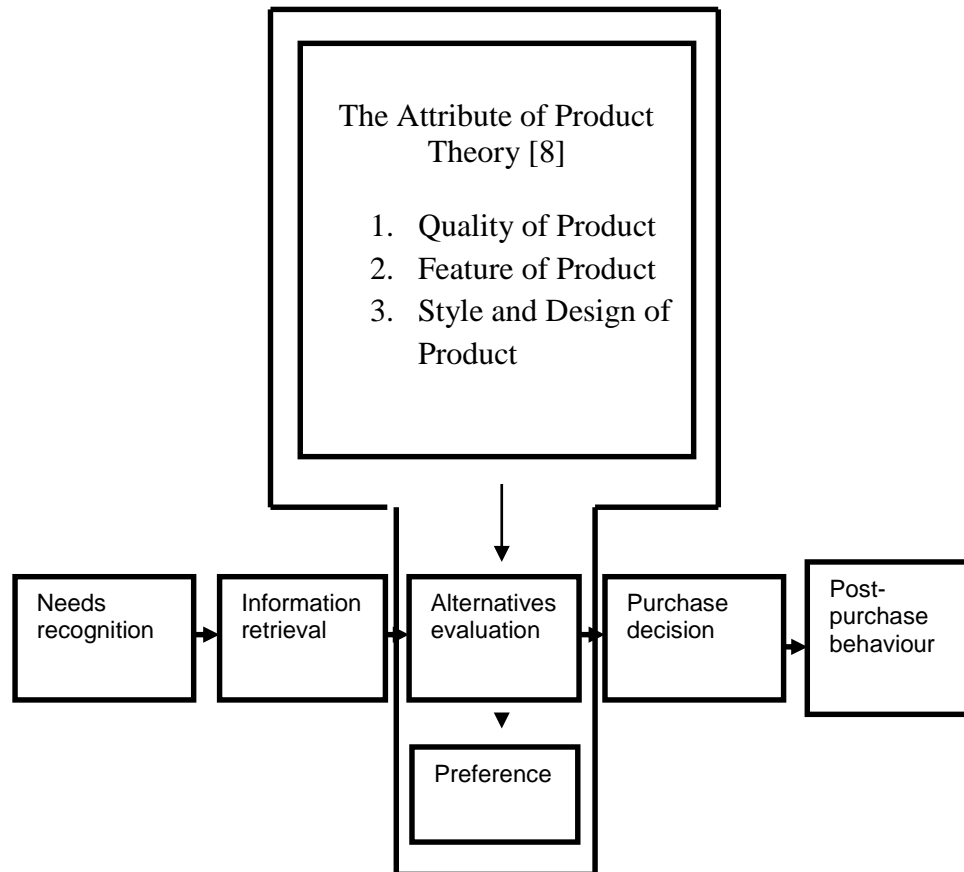 The Attribute of Product
Theory [8]
1. Quality of Product
2. Feature of Product
3. Style and Design of
Product
Needs
recognition
Information
retrieval
Alternatives
evaluation
Purchase
decision
Post-
purchase
behaviour
Preference